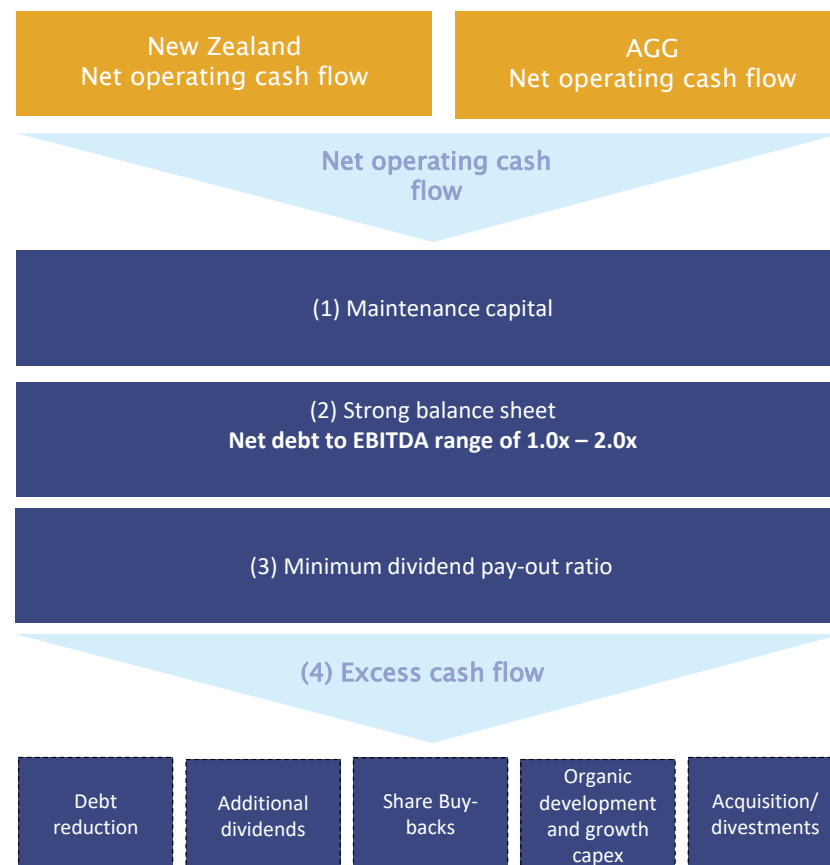 New Zealand
Net operating cash flow
AGG
Net operating cash flow
Net operating cash
flow
(1) Maintenance capital
(2) Strong balance sheet
Net debt to EBITDA range of 1.0x – 2.0x
(3) Minimum dividend pay-out ratio
(4) Excess cash flow
Debt
reduction
Additional
dividends
Share Buy-
backs
Organic
development
and growth
capex
Acquisition/
divestments